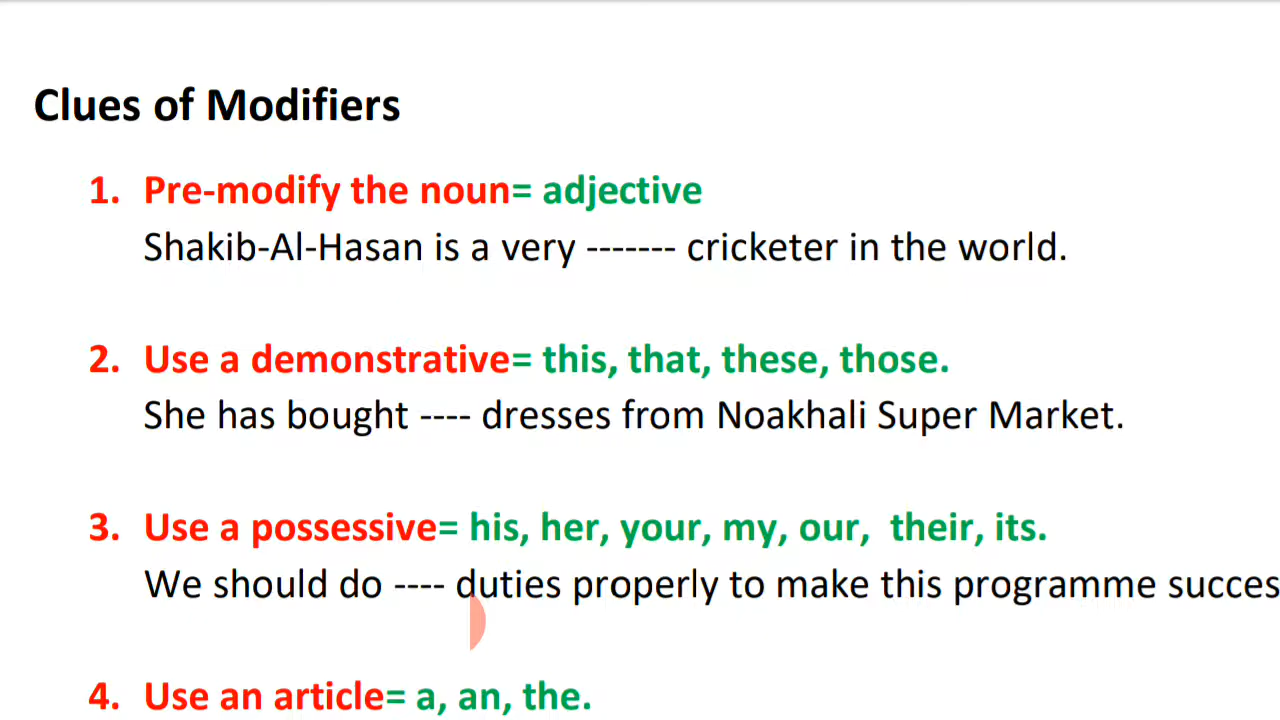 Clues of Modifiers
1. Pre-modify the noun= adjective
Shakib-Al-Hasan is a very ------- cricketer in the world.
2. Use a demonstrative= this, that, these, those.
She has bought ---- dresses from Noakhali Super Market.
3. Use a possessive= his, her, your, my, our, their, its.
We should do ---- duties properly to make this programme succes
4. Use an article= a, an, the.